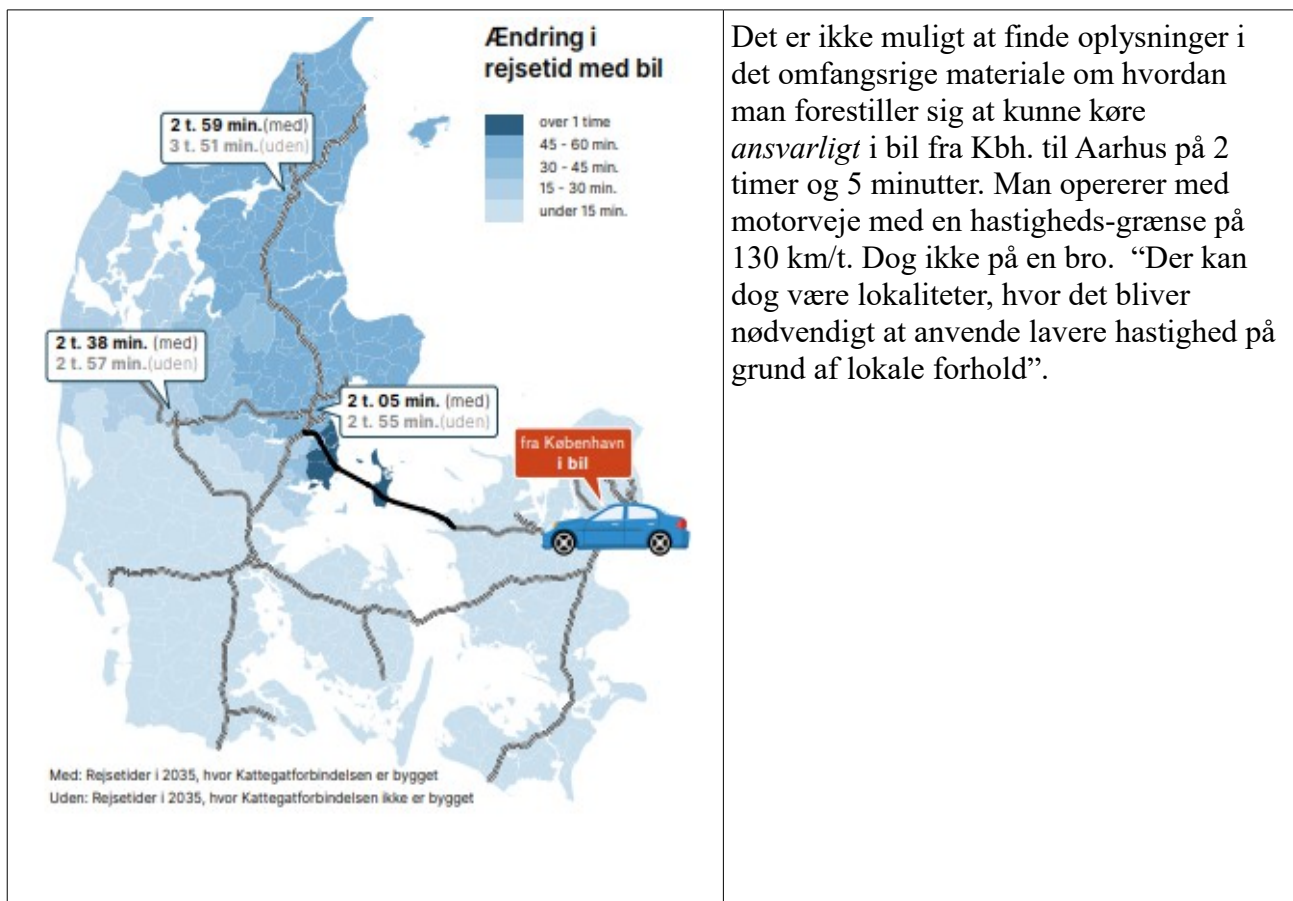 Ændring i
rejsetid med bil
over 1 time
45 - 60 min.
30 - 45 min.
15 - 30 min.
under 15 min.
2 t. 59 min.(med)
3 t. 51 min.(uden)
2 t. 38 min. (med)
2 t. 57 min.(uden)
2 t. 05 min. (med)
2 t. 55 min.(uden)
fra København
i bil
Med: Rejsetider i 2035, hvor Kattegatforbindelsen er bygget
Uden: Rejsetider i 2035, hvor Kattegatforbindelsen ikke er bygget
Det er ikke muligt at finde oplysninger i
det omfangsrige materiale om hvordan
man forestiller sig at kunne køre
ansvarligt i bil fra Kbh. til Aarhus på 2
timer og 5 minutter. Man opererer med
motorveje med en hastigheds-grænse på
130 km/t. Dog ikke på en bro.  “Der kan
dog være lokaliteter, hvor det bliver
nødvendigt at anvende lavere hastighed på
grund af lokale forhold”.